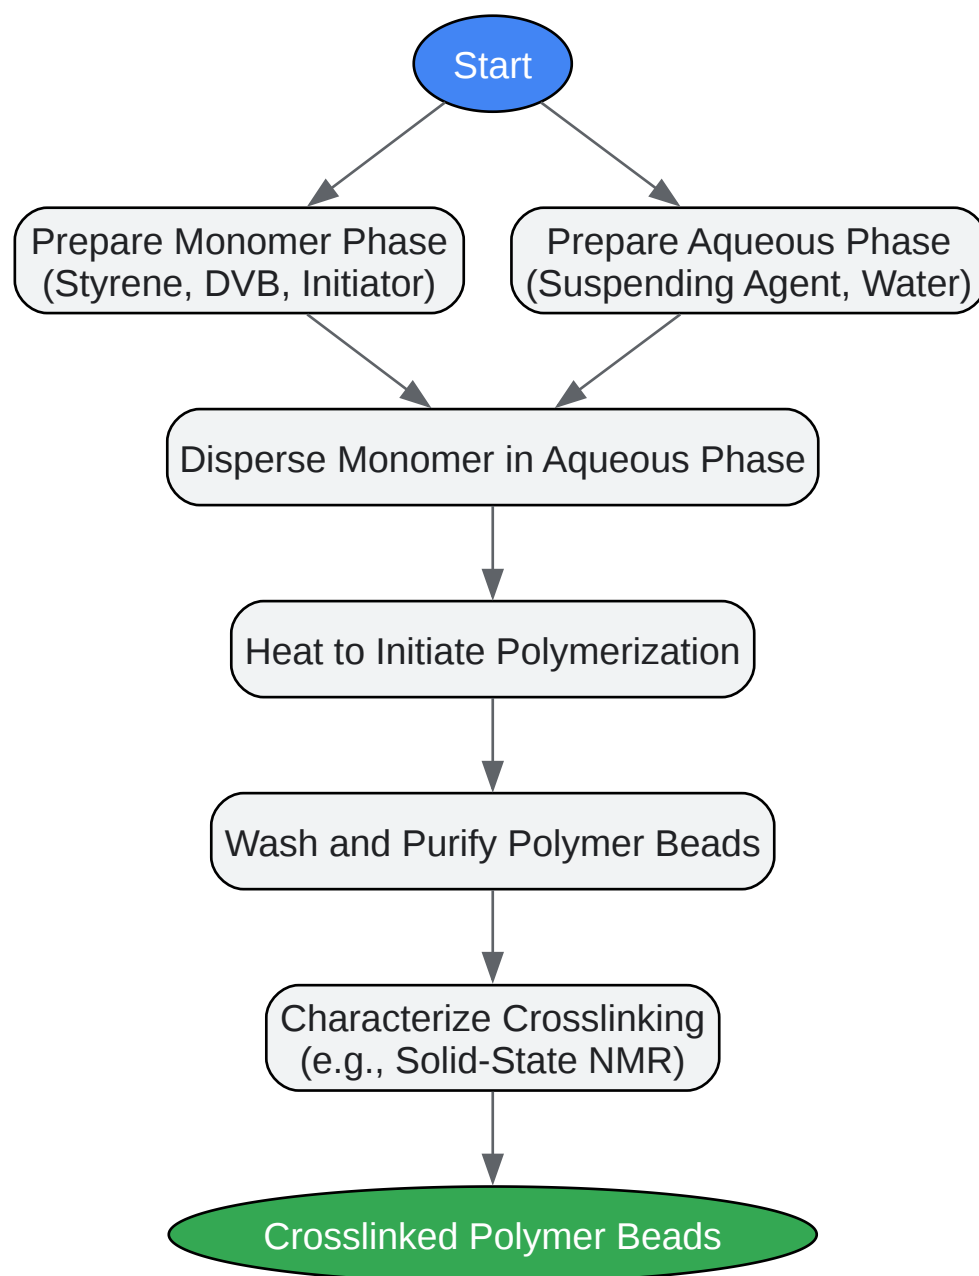 Start
Prepare Monomer Phase
(Styrene, DVB, Initiator)
Prepare Aqueous Phase
(Suspending Agent, Water)
Disperse Monomer in Aqueous Phase
Heat to Initiate Polymerization
Wash and Purify Polymer Beads
Characterize Crosslinking
(e.g., Solid-State NMR)
Crosslinked Polymer Beads